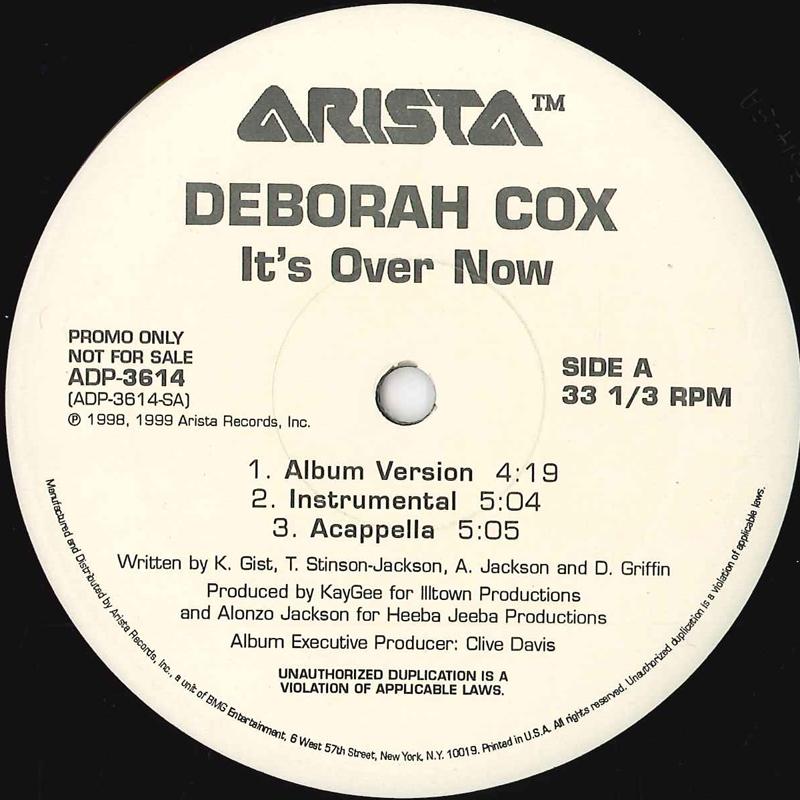 ARISTA™
DEBORAH COX
It's Over Now
PROMO ONLY
NOT FOR SALE
ADP-3614
(ADP-3614-SA)
℗ 1998, 1999 Arista Records, Inc.
SIDE A
33 1/3 RPM
1. Album Version 4:19
2. Instrumental 5:04
3. Acappella 5:05
Written by K. Gist, T. Stinson-Jackson, A. Jackson and D. Griffin
Produced by KayGee for Illtown Productions
and Alonzo Jackson for Heeba Jeeba Productions
Album Executive Producer: Clive Davis
UNAUTHORIZED DUPLICATION IS A
VIOLATION OF APPLICABLE LAWS.
Manufactured and Distributed by Arista Records, Inc., a unit of BMG Entertainment, 6 West 57th Street, New York, N.Y. 10019. Printed in U.S.A. All rights reserved. Unauthorized duplication is a violation of applicable laws.